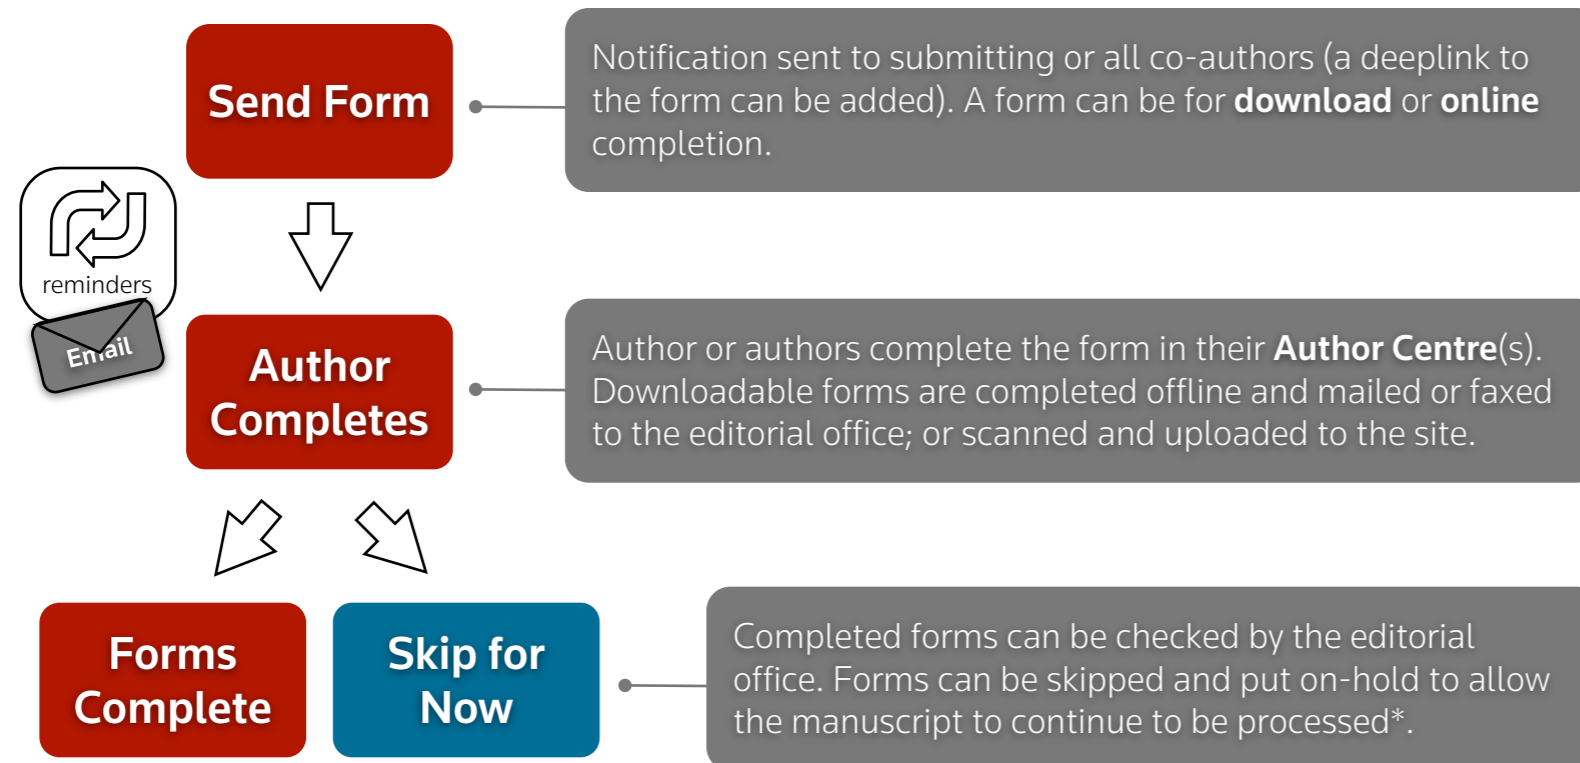 Send Form
Notification sent to submitting or all co-authors (a deeplink to
the form can be added). A form can be for download or online
completion.
reminders
Email
Author
Completes
Author or authors complete the form in their Author Centre(s).
Downloadable forms are completed offline and mailed or faxed
to the editorial office; or scanned and uploaded to the site.
Forms
Complete
Skip for
Now
Completed forms can be checked by the editorial
office. Forms can be skipped and put on-hold to allow
the manuscript to continue to be processed*.